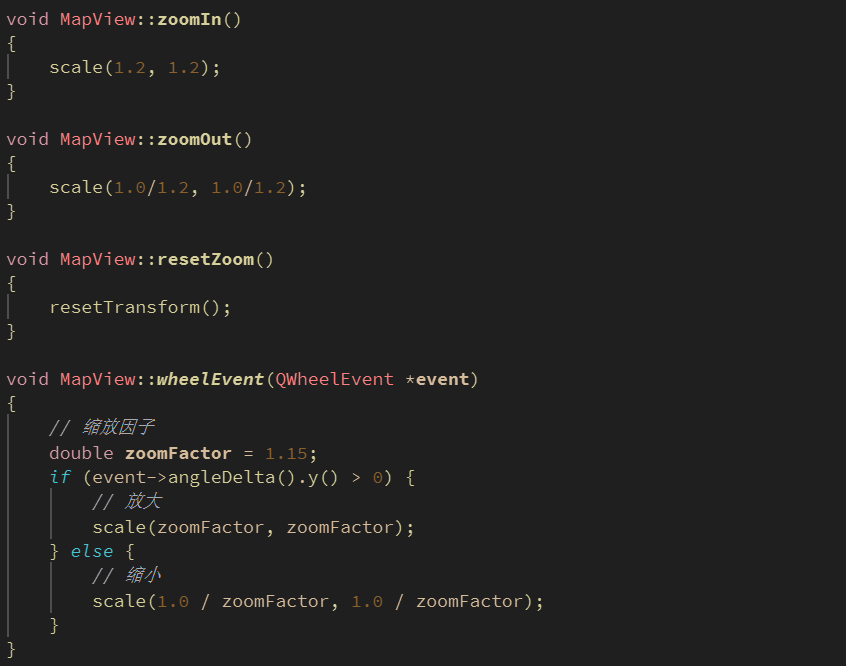 void MapView::zoomIn()
{
    scale(1.2, 1.2);
}

void MapView::zoomOut()
{
    scale(1.0/1.2, 1.0/1.2);
}

void MapView::resetZoom()
{
    resetTransform();
}

void MapView::wheelEvent(QWheelEvent *event)
{
    // 缩放因子
    double zoomFactor = 1.15;
    if (event->angleDelta().y() > 0) {
        // 放大
        scale(zoomFactor, zoomFactor);
    } else {
        // 缩小
        scale(1.0 / zoomFactor, 1.0 / zoomFactor);
    }
}